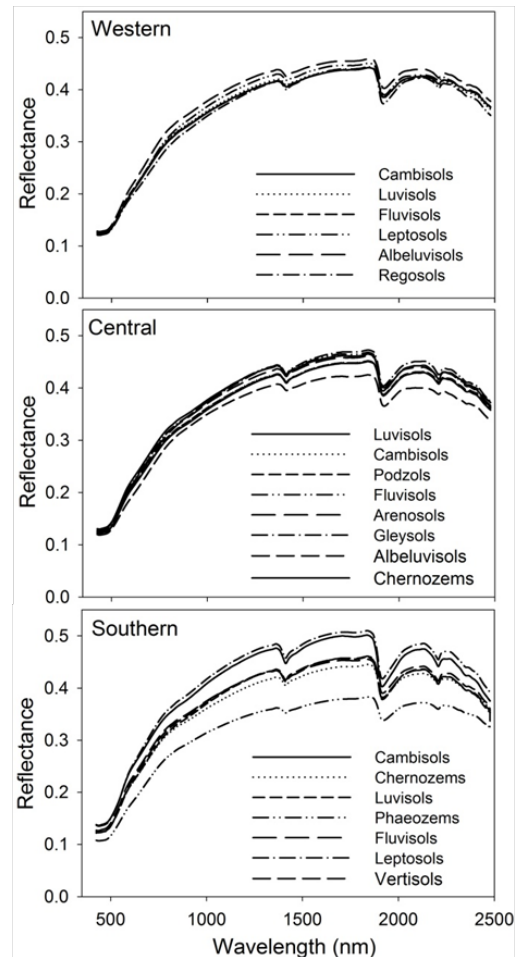 Western
Reflectance
0.5
0.4
0.3
0.2
0.1
0.0
Cambisols
Luvisols
Fluvisols
Leptosols
Albeluvisols
Regosols
Central
Reflectance
0.5
0.4
0.3
0.2
0.1
0.0
Luvisols
Cambisols
Podzols
Fluvisols
Arenosols
Gleysols
Albeluvisols
Chernozems
Southern
Reflectance
0.5
0.4
0.3
0.2
0.1
0.0
Cambisols
Chernozems
Luvisols
Phaeozems
Fluvisols
Leptosols
Vertisols
500 1000 1500 2000 2500
Wavelength (nm)